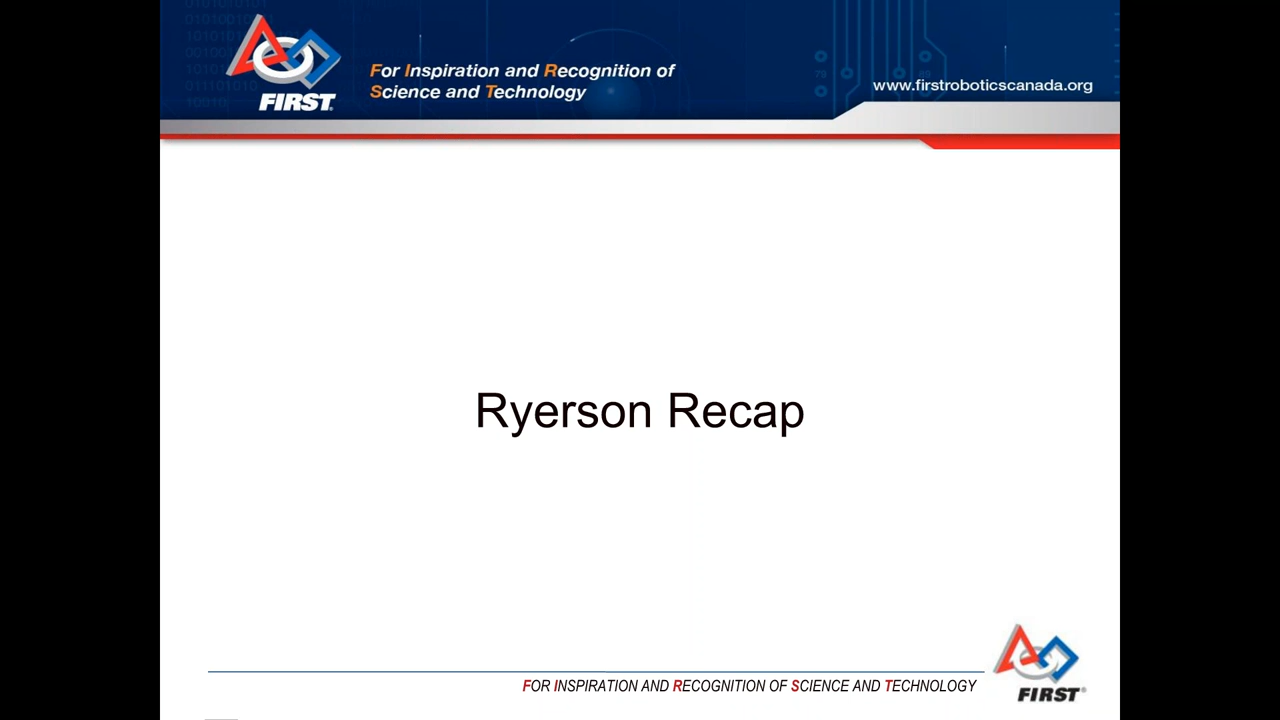 FIRST
For Inspiration and Recognition of
Science and Technology
www.firstroboticscanada.org
Ryerson Recap
FOR INSPIRATION AND RECOGNITION OF SCIENCE AND TECHNOLOGY
FIRST